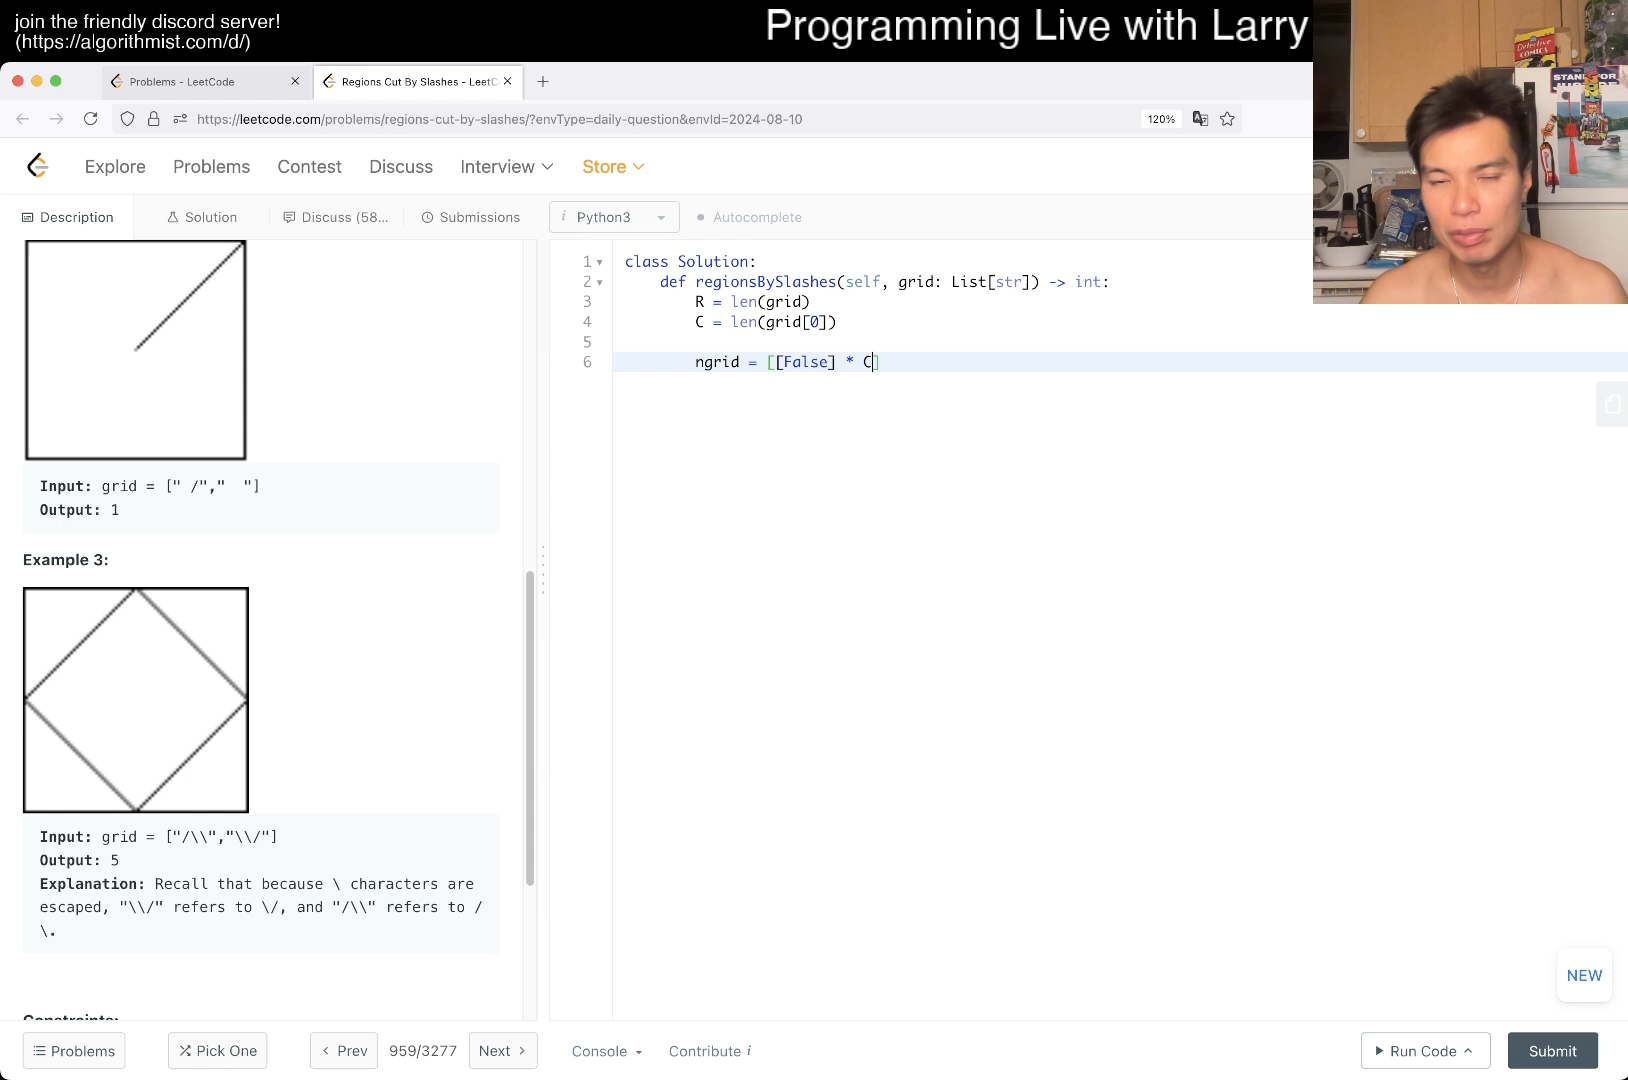 join the friendly discord server!
(https://algorithmist.com/d/)
Programming Live with Larry
Problems - LeetCode
Regions Cut By Slashes - LeetC
https://leetcode.com/problems/regions-cut-by-slashes/?envType=daily-question&envId=2024-08-10
120%
Explore
Problems
Contest
Discuss
Interview
Store
Description
Solution
Discuss (58...
Submissions
i Python3
Autocomplete
Input: grid = [" /","  "]
Output: 1
Example 3:
Input: grid = ["/\\","\\/"]
Output: 5
Explanation: Recall that because \ characters are
escaped, "\\/" refers to \/, and "/\\" refers to /
\.
Constraints:
1 class Solution:
2     def regionsBySlashes(self, grid: List[str]) -> int:
3         R = len(grid)
4         C = len(grid[0])
5
6         ngrid = [[False] * C]
Detective
Comics
NEW
Problems
Pick One
Prev
959/3277
Next
Console
Contribute i
Run Code
Submit